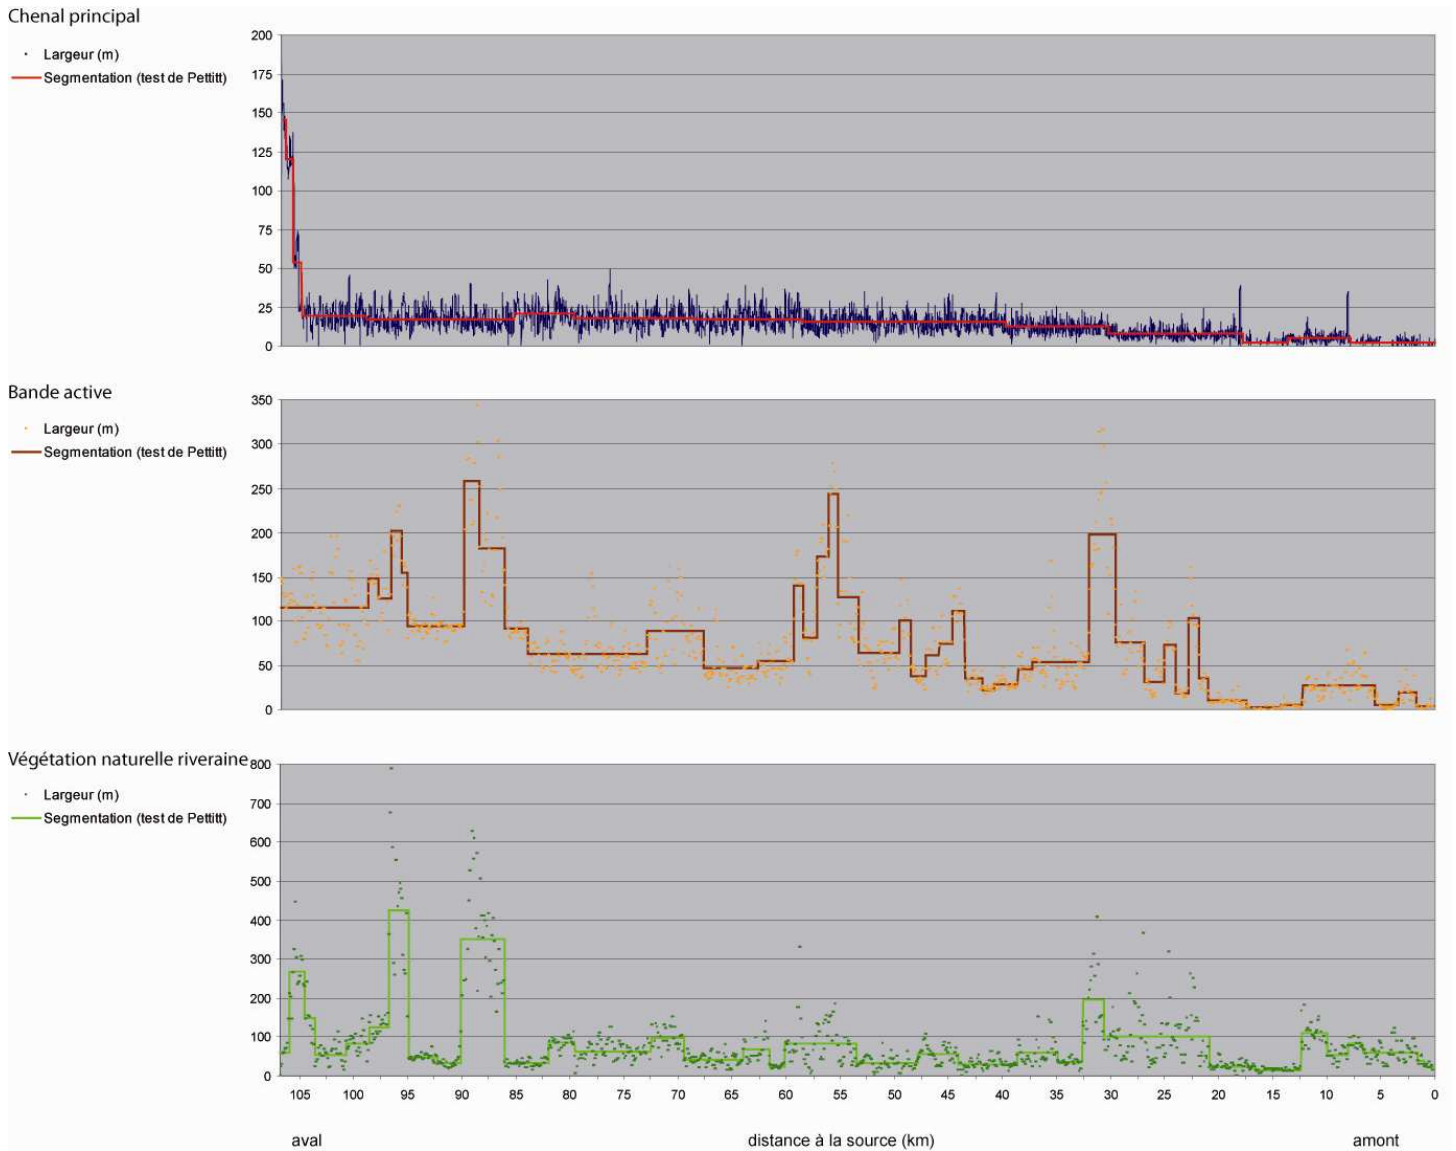 Chenal principal
Largeur (m)
Segmentation (test de Pettitt)
200
175
150
125
100
75
50
25
0
Bande active
Largeur (m)
Segmentation (test de Pettitt)
350
300
250
200
150
100
50
0
Végétation naturelle riveraine
Largeur (m)
Segmentation (test de Pettitt)
800
700
600
500
400
300
200
100
0
105 100 95 90 85 80 75 70 65 60 55 50 45 40 35 30 25 20 15 10 5 0
aval distance à la source (km) amont